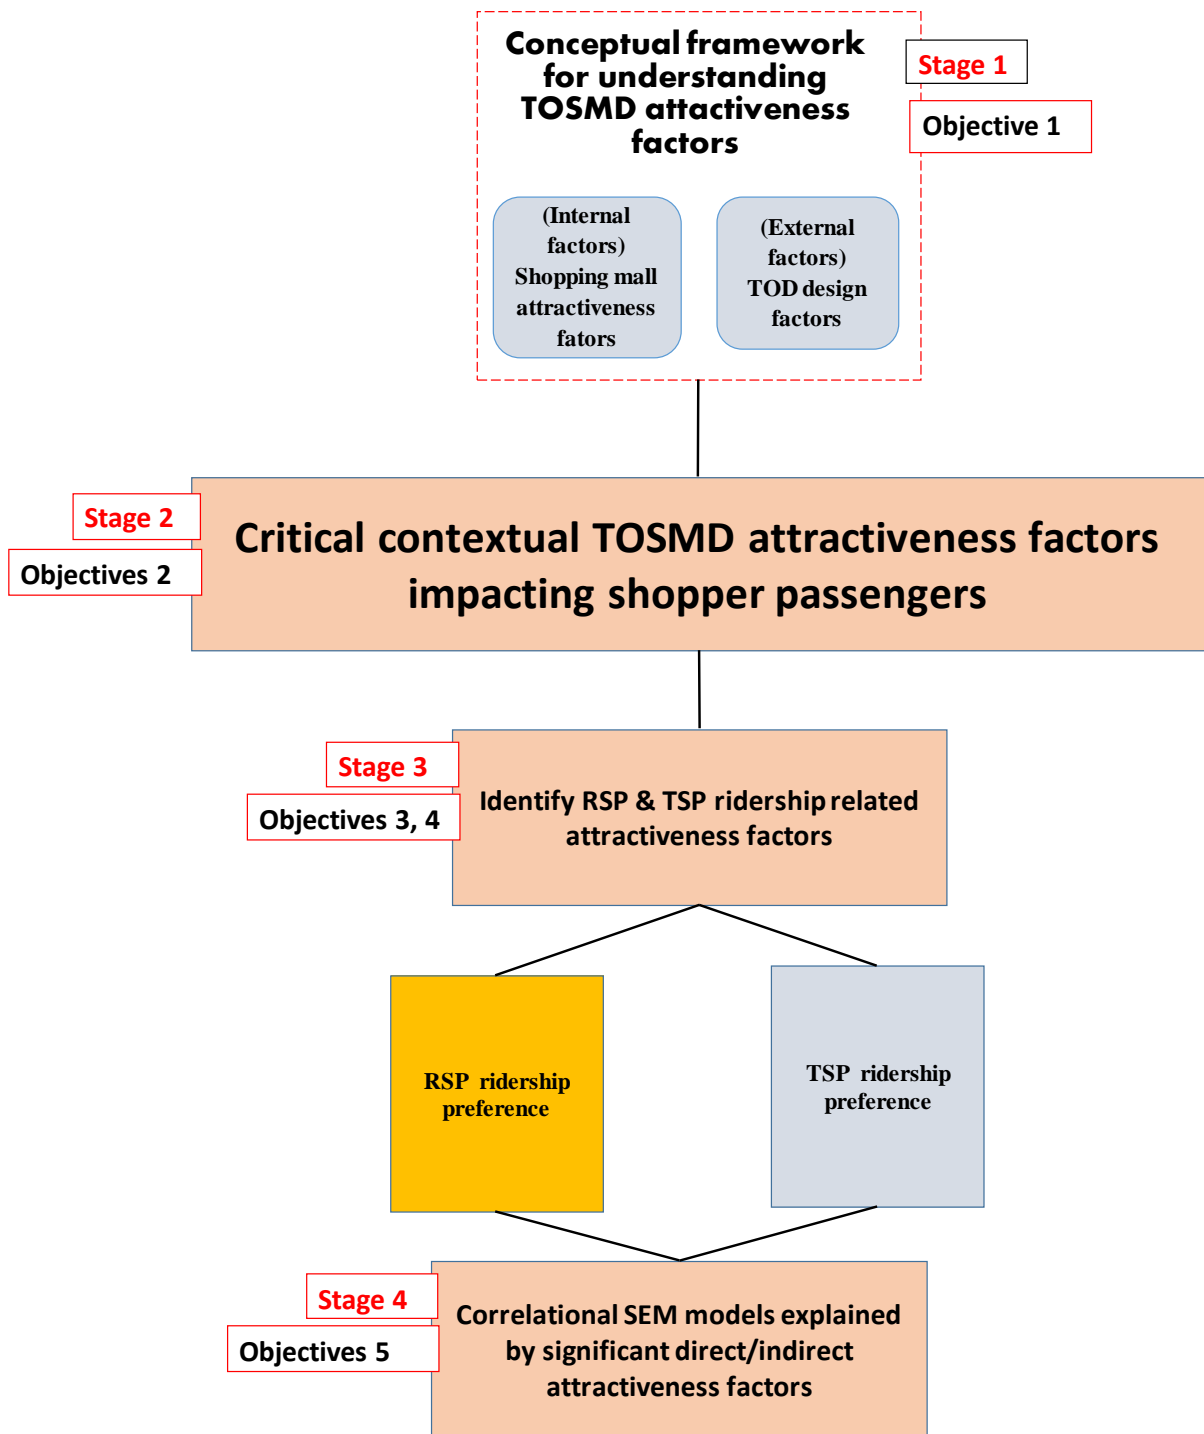 Conceptual framework
for understanding
TOSMD attactiveness
factors
Stage 1
Objective 1
(Internal
factors)
Shopping mall
attractiveness
fators
(External
factors)
TOD design
factors
Stage 2
Objectives 2
Critical contextual TOSMD attractiveness factors
impacting shopper passengers
Stage 3
Objectives 3, 4
Identify RSP & TSP ridership related
attractiveness factors
RSP ridership
preference
TSP ridership
preference
Stage 4
Objectives 5
Correlational SEM models explained
by significant direct/indirect
attractiveness factors